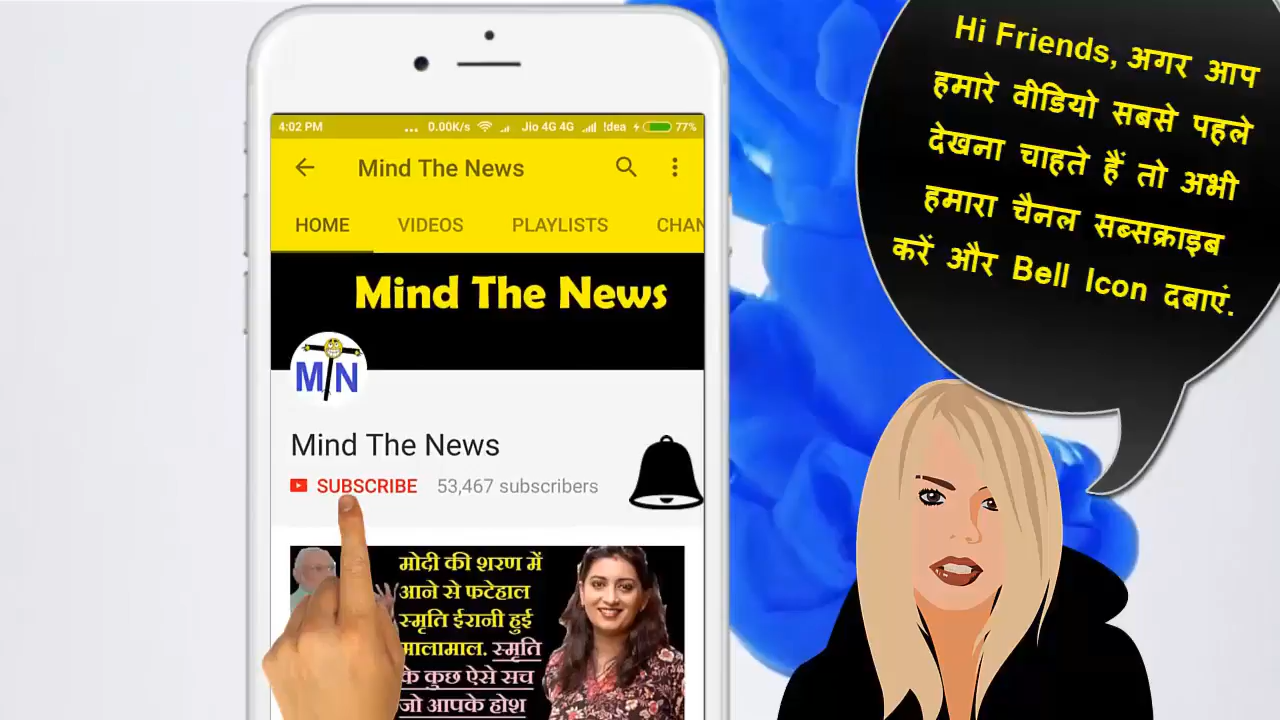 4:02 PM ... 0.00K/s Jio 4G 4G !dea 77%
Mind The News
HOME VIDEOS PLAYLISTS CHAN
Mind The News
M N
Mind The News
SUBSCRIBE 53,467 subscribers
मोदी की शरण में
आने से फटेहाल
स्मृति ईरानी हुई
मालामाल. स्मृति
के कुछ ऐसे सच
जो आपके होश
Hi Friends, अगर आप
हमारे वीडियो सबसे पहले
देखना चाहते हैं तो अभी
हमारा चैनल सब्सक्राइब
करें और Bell Icon दबाएं.